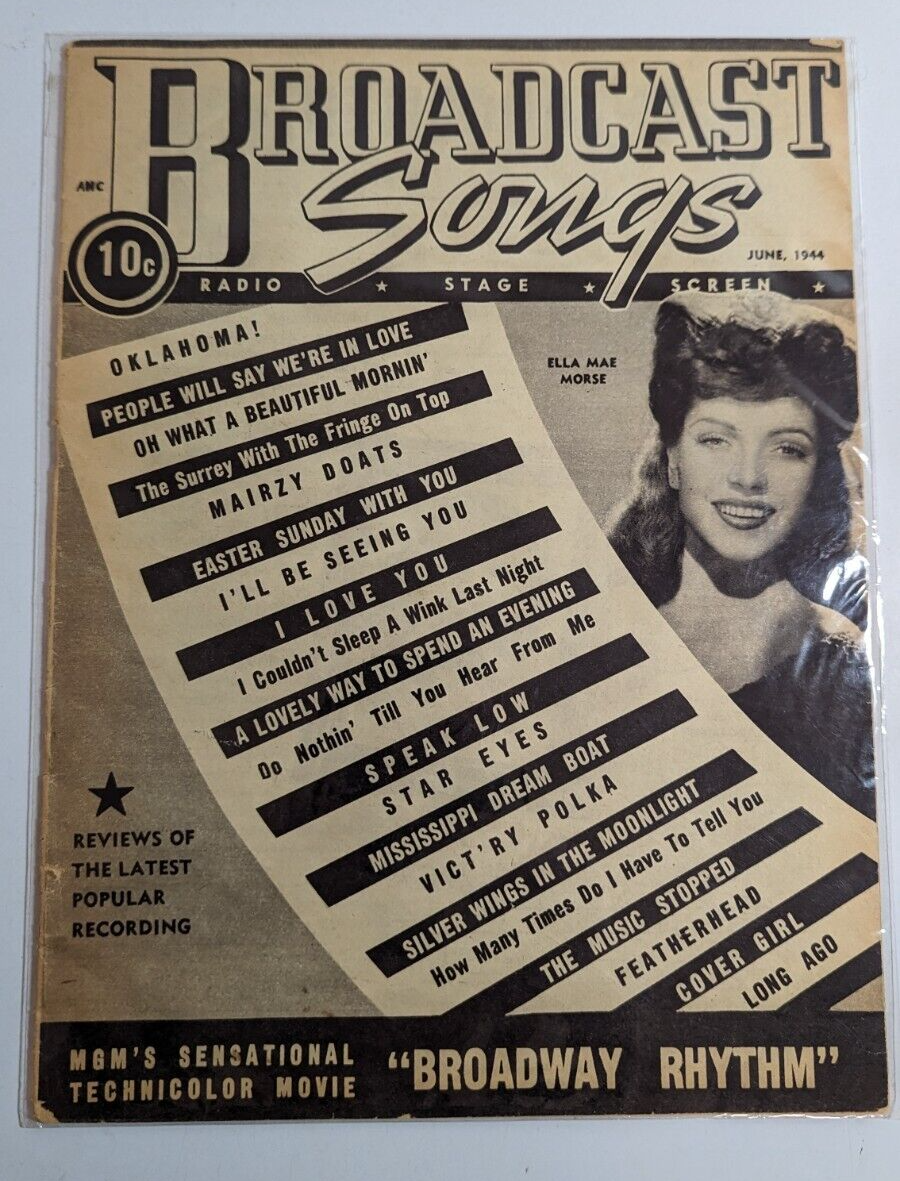 BROADCAST
Songs
ANC
10c
JUNE, 1944
RADIO ★ STAGE ★ SCREEN ★
ELLA MAE
MORSE
OKLAHOMA!
PEOPLE WILL SAY WE'RE IN LOVE
OH WHAT A BEAUTIFUL MORNIN'
The Surrey With The Fringe On Top
MAIRZY DOATS
EASTER SUNDAY WITH YOU
I'LL BE SEEING YOU
I LOVE YOU
I Couldn't Sleep A Wink Last Night
A LOVELY WAY TO SPEND AN EVENING
Do Nothin' Till You Hear From Me
SPEAK LOW
STAR EYES
MISSISSIPPI DREAM BOAT
VICT'RY POLKA
SILVER WINGS IN THE MOONLIGHT
How Many Times Do I Have To Tell You
THE MUSIC STOPPED
FEATHERHEAD
COVER GIRL
LONG AGO
★
REVIEWS OF
THE LATEST
POPULAR
RECORDING
MGM'S SENSATIONAL
TECHNICOLOR MOVIE
"BROADWAY RHYTHM"